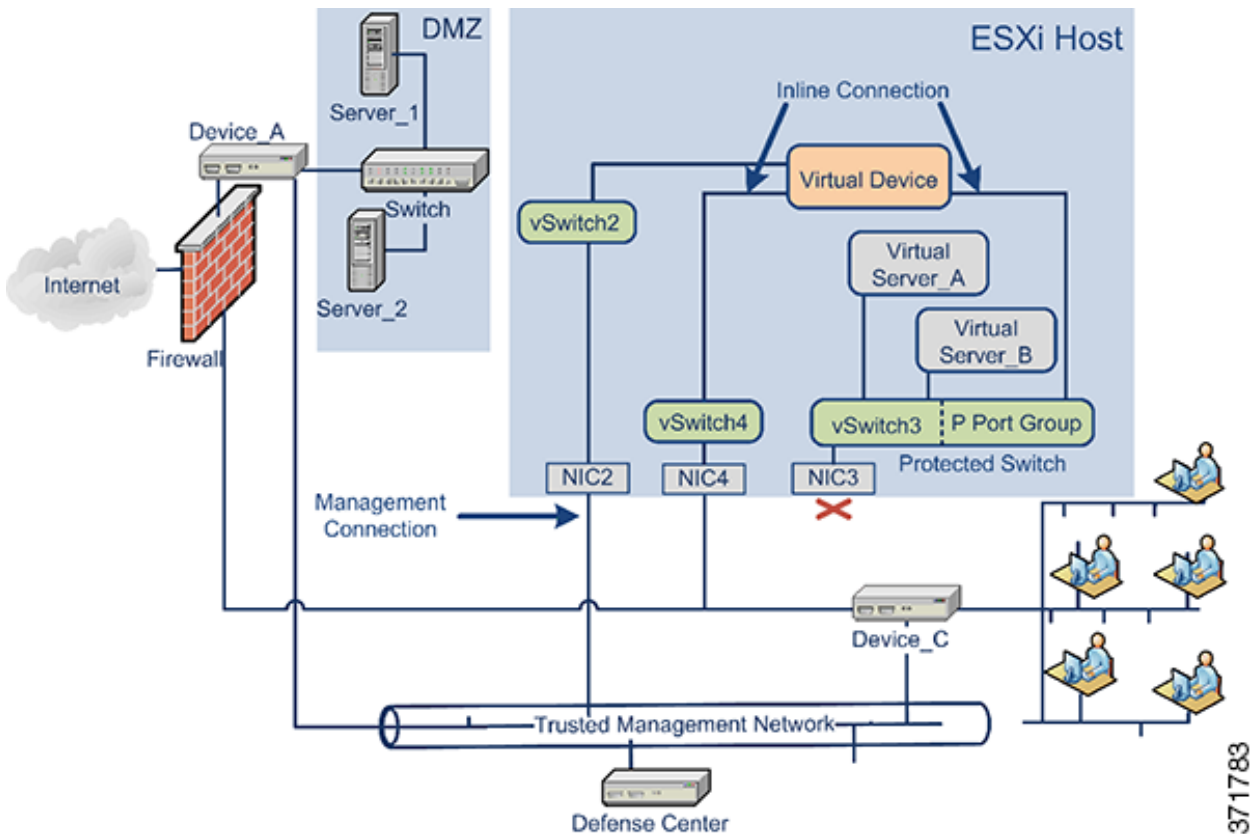 DMZ
ESXi Host
Server_1
Inline Connection
Device_A
Virtual Device
Switch
vSwitch2
Virtual
Server_A
Internet
Server_2
Virtual
Server_B
Firewall
vSwitch4
vSwitch3
P Port Group
Protected Switch
NIC2
NIC4
NIC3
Management
Connection
Device_C
Trusted Management Network
Defense Center
371783